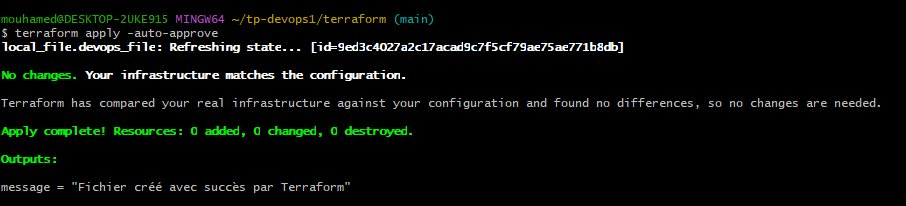 mouhamed@DESKTOP-2UKE915 MINGW64 ~/tp-devops1/terraform (main)
$ terraform apply -auto-approve
local_file.devops_file: Refreshing state... [id=9ed3c4027a2c17acad9c7f5cf79ae75ae771b8db]
No changes. Your infrastructure matches the configuration.
Terraform has compared your real infrastructure against your configuration and found no differences, so no changes are needed.
Apply complete! Resources: 0 added, 0 changed, 0 destroyed.
Outputs:
message = "Fichier créé avec succès par Terraform"